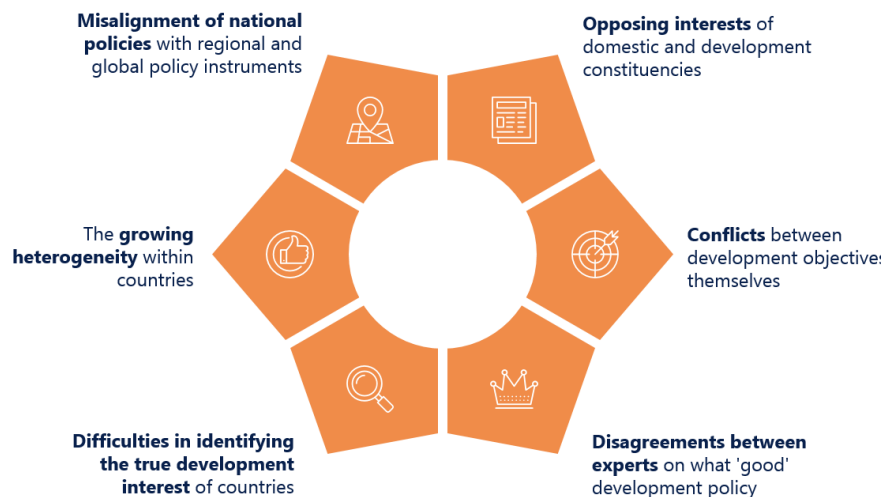 Misalignment of national
policies with regional and
global policy instruments
Opposing interests of
domestic and development
constituencies
The growing
heterogeneity within
countries
Conflicts between
development objectives
themselves
Difficulties in identifying
the true development
interest of countries
Disagreements between
experts on what 'good'
development policy